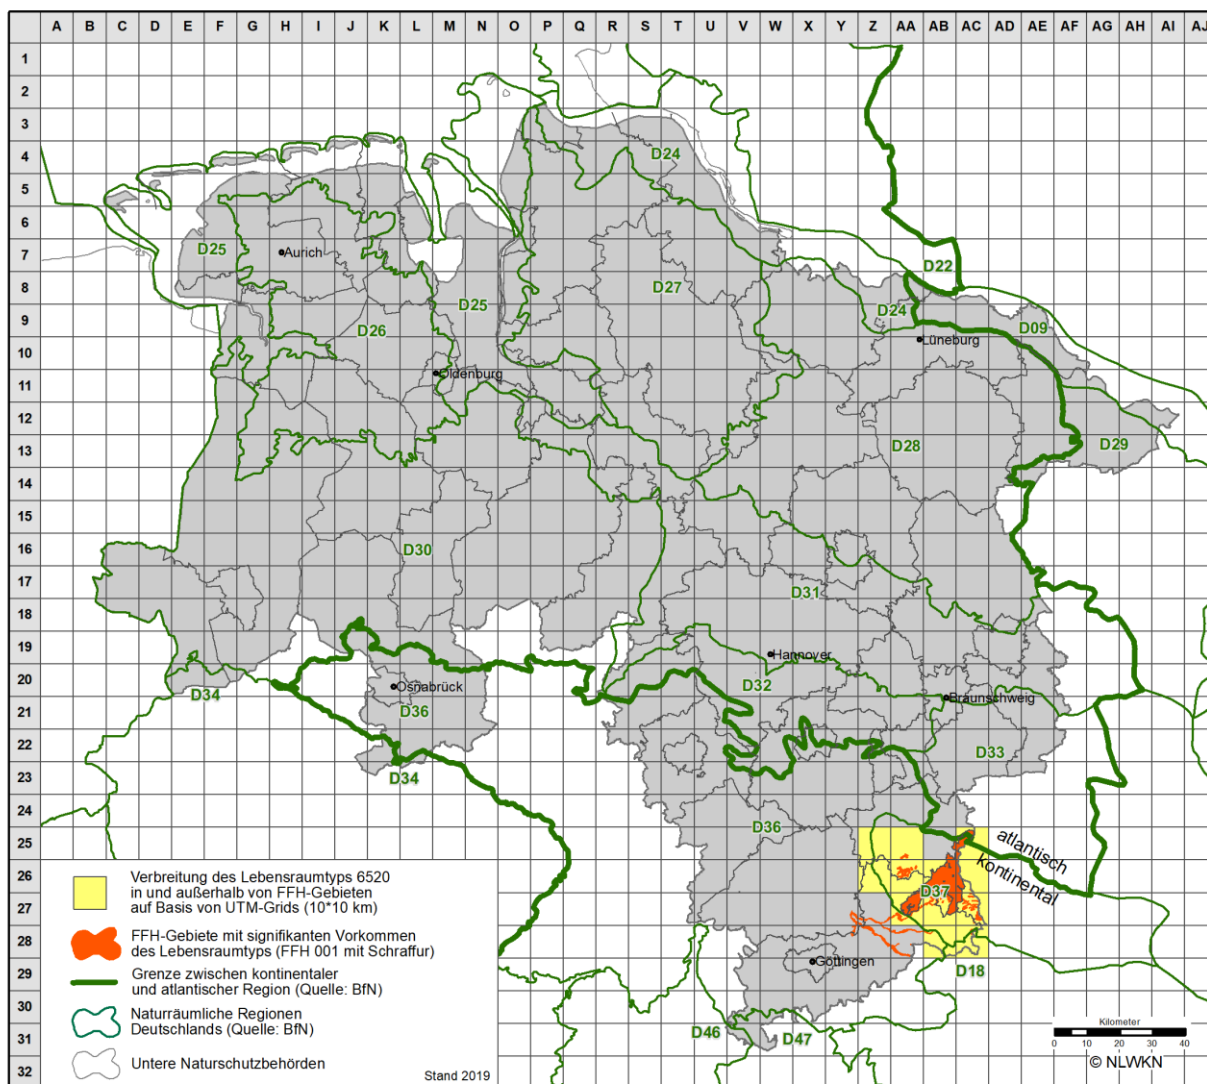 A B C D E F G H I J K L M N O P Q R S T U V W X Y Z AA AB AC AD AE AF AG AH AI AJ
1
2
3
4
D24
5
6
7
D25
Aurich
D22
8
D25
D27
D24
9
D26
D09
10
Lüneburg
11
Oldenburg
12
13
D28
D29
14
15
16
D30
17
D31
18
19
Hannover
20
D34
Osnabrück
D32
Braunschweig
21
D36
22
D33
23
D34
24
D36
25
atlantisch
kontinental
26
D37
27
28
29
Göttingen
D18
30
31
D46
D47
32
Verbreitung des Lebensraumtyps 6520
in und außerhalb von FFH-Gebieten
auf Basis von UTM-Grids (10*10 km)
FFH-Gebiete mit signifikanten Vorkommen
des Lebensraumtyps (FFH 001 mit Schraffur)
Grenze zwischen kontinentaler
und atlantischer Region (Quelle: BfN)
Naturräumliche Regionen
Deutschlands (Quelle: BfN)
Untere Naturschutzbehörden
Stand 2019
Kilometer
0 10 20 30 40
© NLWKN